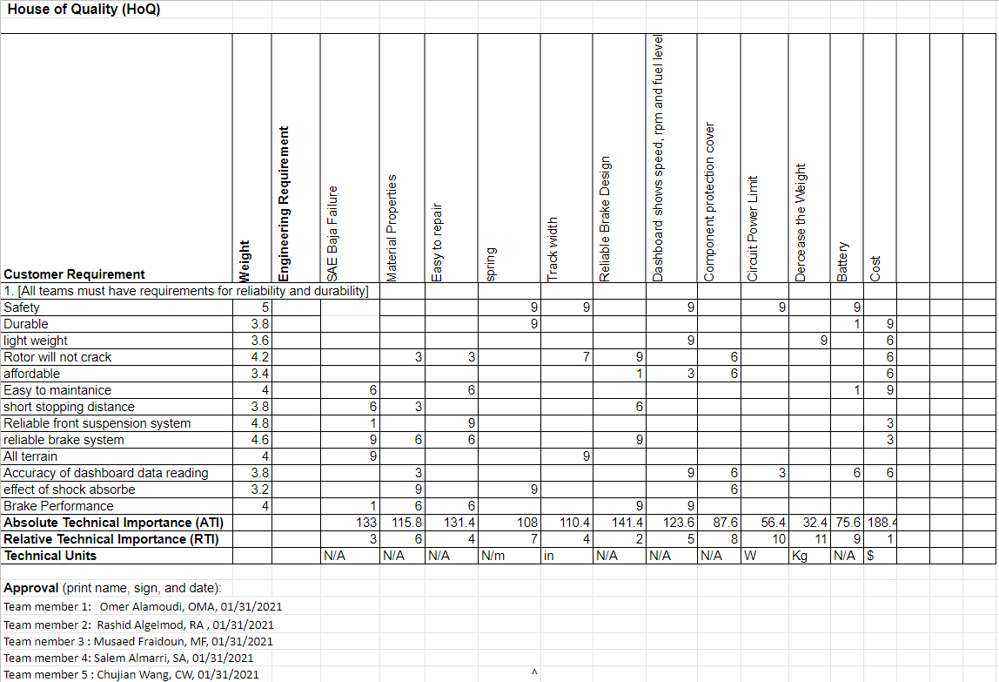 House of Quality (HoQ)
Customer Requirement Weight Engineering Requirement SAE Baja Failure Material Properties Easy to repair spring Track width Reliable Brake Design Dashboard shows speed, rpm and fuel level Component protection cover Circuit Power Limit Dercease the Weight Battery Cost
1. [All teams must have requirements for reliability and durability]
Safety 5 9 9 9 9 9
Durable 3.8 9 1 9
light weight 3.6 9 9 6
Rotor will not crack 4.2 3 3 7 9 6 6
affordable 3.4 1 3 6 6
Easy to maintanice 4 6 6 1 9
short stopping distance 3.8 6 3 6
Reliable front suspension system 4.8 1 9 3
reliable brake system 4.6 9 6 6 9 3
All terrain 4 9 9
Accuracy of dashboard data reading 3.8 3 9 6 3 6 6
effect of shock absorbe 3.2 9 9 6
Brake Performance 4 1 6 6 9 9
Absolute Technical Importance (ATI) 133 115.8 131.4 108 110.4 141.4 123.6 87.6 56.4 32.4 75.6 188.4
Relative Technical Importance (RTI) 3 6 4 7 4 2 5 8 10 11 9 1
Technical Units N/A N/A N/A N/m in N/A N/A N/A W Kg N/A $
Approval (print name, sign, and date):
Team member 1: Omer Alamoudi, OMA, 01/31/2021
Team member 2: Rashid Algelmod, RA , 01/31/2021
Team nember 3 : Musaed Fraidoun, MF, 01/31/2021
Team member 4: Salem Almarri, SA, 01/31/2021
Team member 5 : Chujian Wang, CW, 01/31/2021 ^